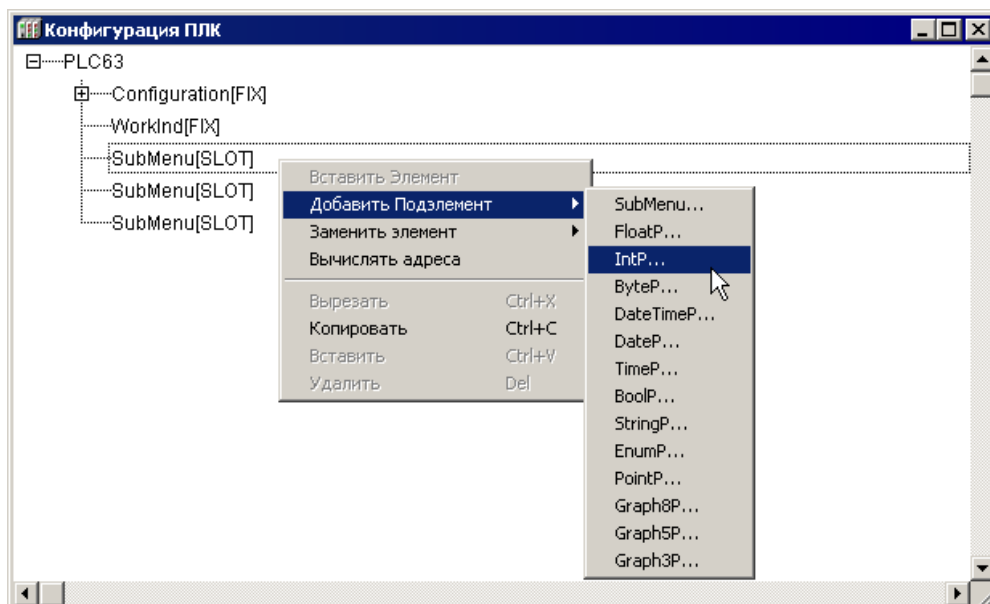 Конфигурация ПЛК
PLC63
Configuration[FIX]
WorkInd[FIX]
SubMenu[SLOT]
SubMenu[SLOT]
SubMenu[SLOT]
Вставить Элемент
Добавить Подэлемент
Заменить элемент
Вычислять адреса
Вырезать Ctrl+X
Копировать Ctrl+C
Вставить Ctrl+V
Удалить Del
SubMenu...
FloatP...
IntP...
ByteP...
DateTimeP...
DateP...
TimeP...
BoolP...
StringP...
EnumP...
PointP...
Graph8P...
Graph5P...
Graph3P...